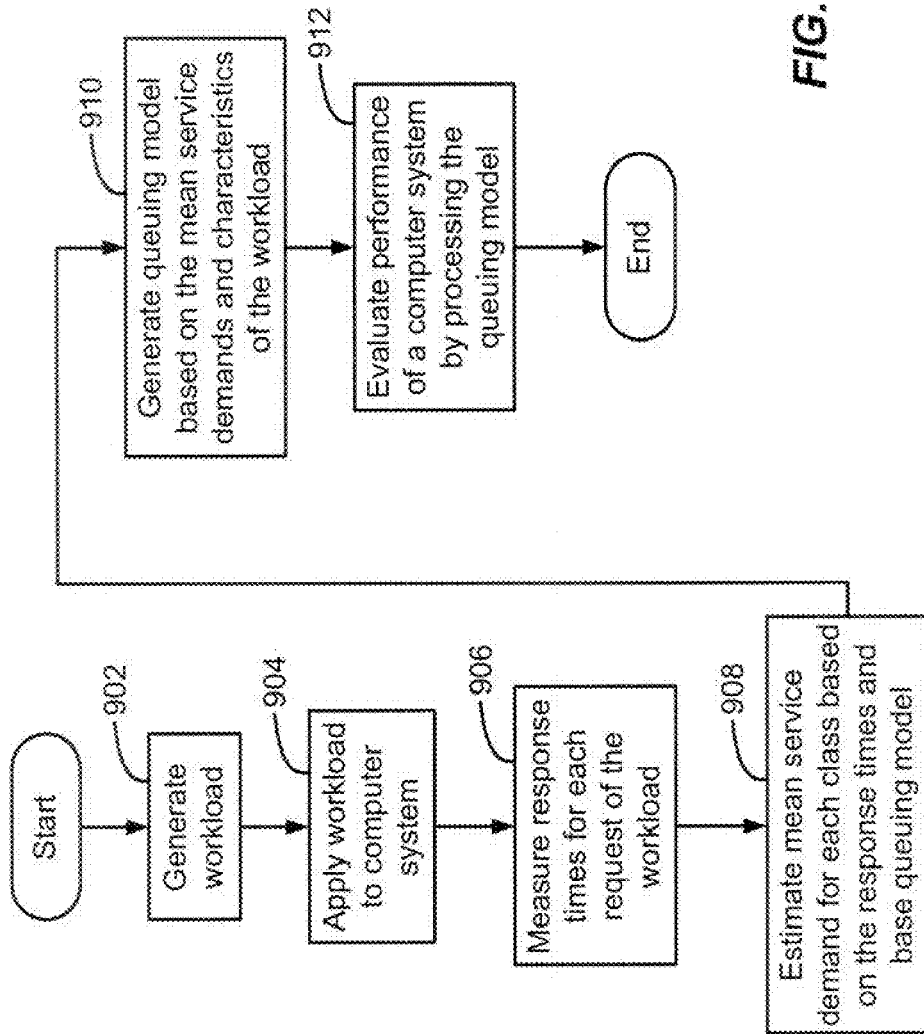 Start
902
Generate
workload
904
Apply workload
to computer
system
906
Measure response
times for each
request of the
workload
908
Estimate mean service
demand for each class based
on the response times and
base queuing model
910
Generate queuing model
based on the mean service
demands and characteristics
of the workload
912
Evaluate performance
of a computer system
by processing the
queuing model
End
FIG.